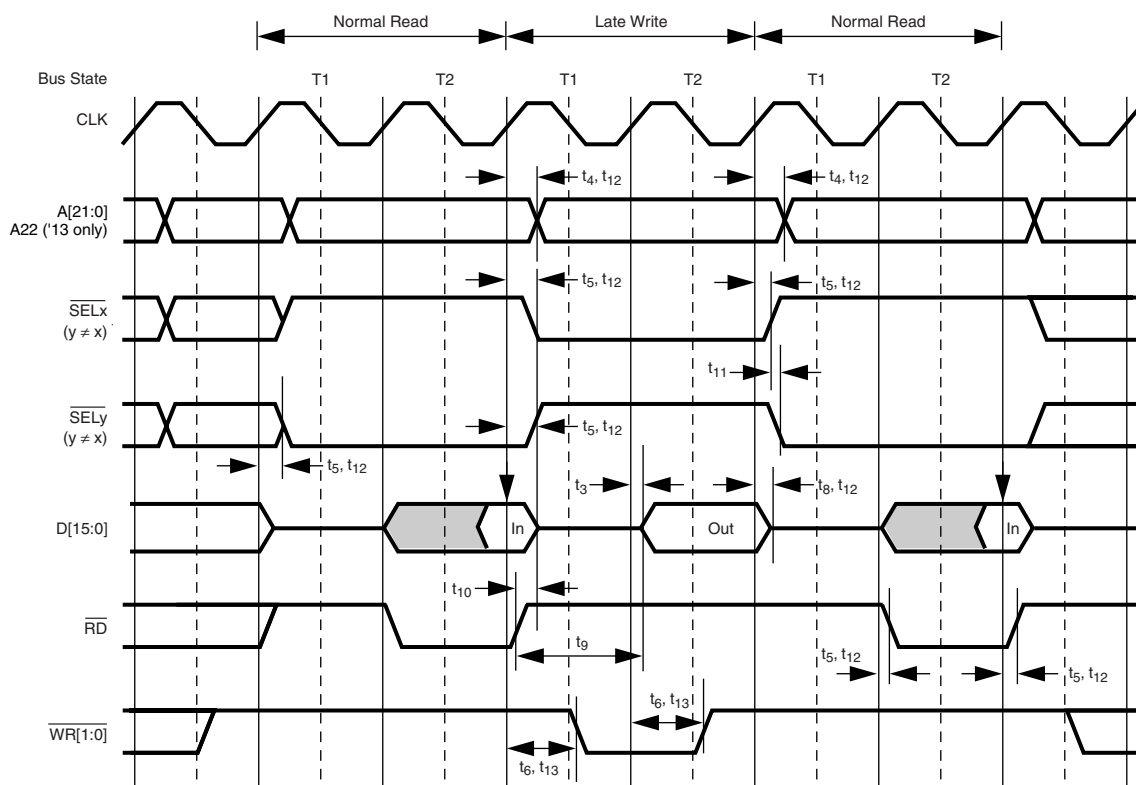 Normal Read Late Write Normal Read
Bus State T1 T2 T1 T2 T1 T2
CLK
t4, t12 t4, t12
A[21:0]
A22 ('13 only)
t5, t12 t5, t12
SELx
(y ≠ x)
t11
SELy
(y ≠ x)
t5, t12
t5, t12
t3 t8, t12
D[15:0] In Out In
t10
RD
t9
t5, t12 t5, t12
t6, t13
WR[1:0]
t6, t13